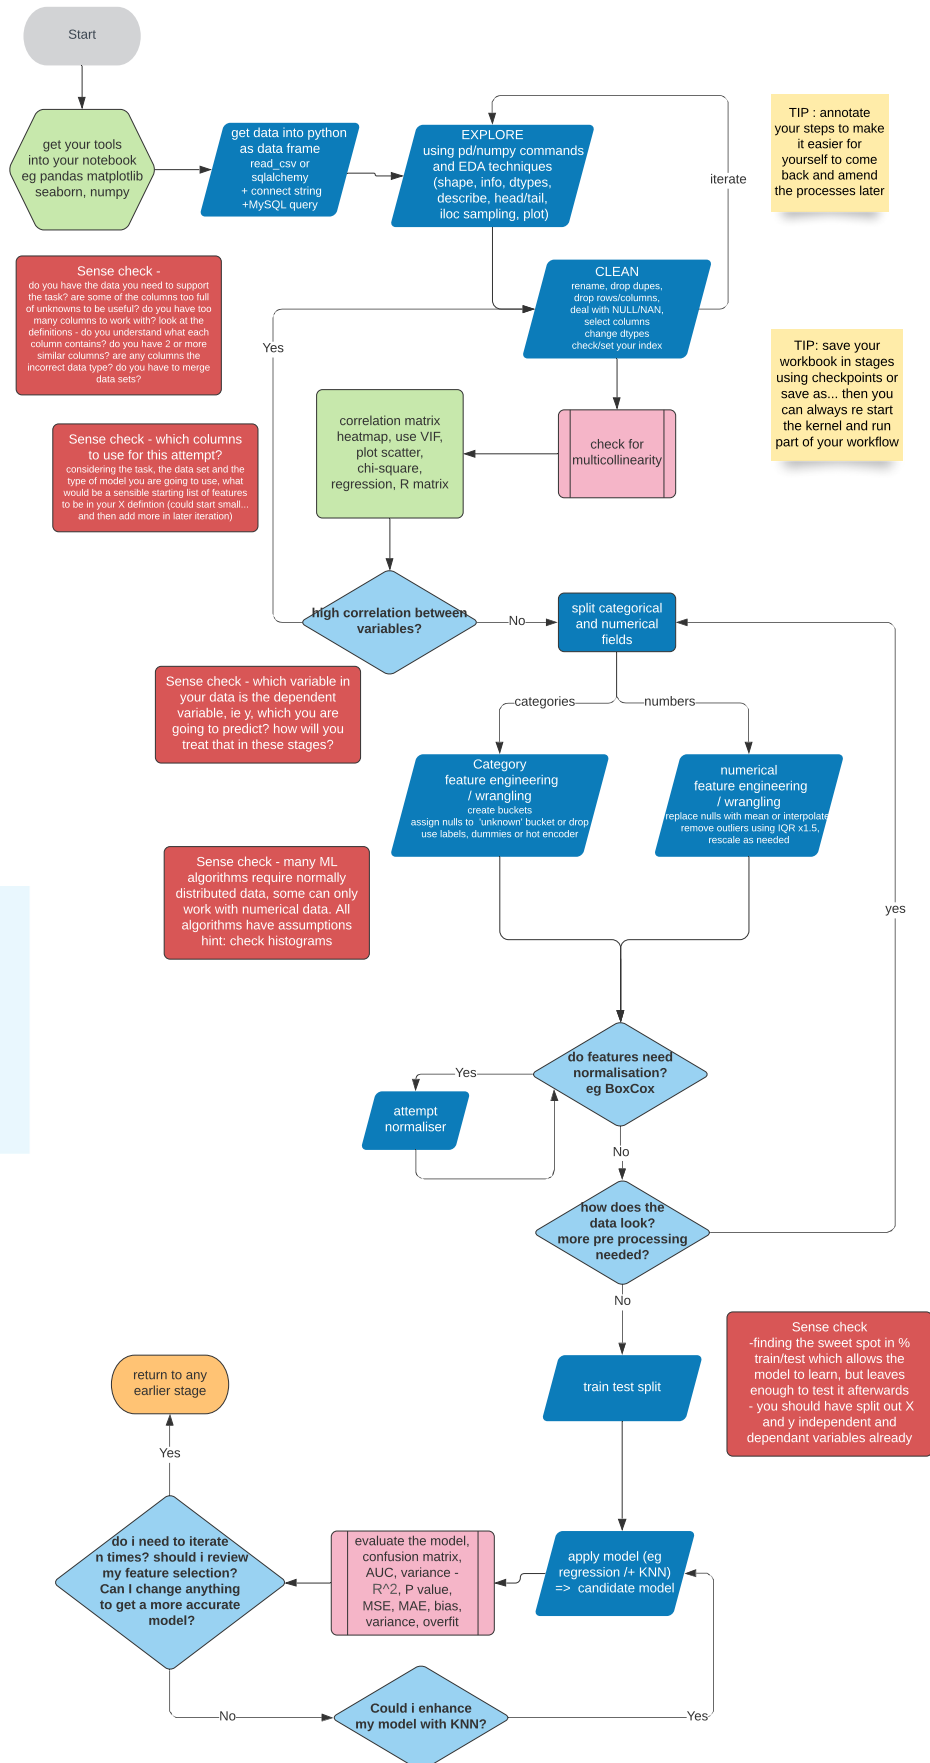 Start
get your tools
into your notebook
eg pandas matplotlib
seaborn, numpy
get data into python
as data frame
read_csv or
sqlalchemy
+ connect string
+MySQL query
EXPLORE
using pd/numpy commands
and EDA techniques
(shape, info, dtypes,
describe, head/tail,
iloc sampling, plot)
iterate
TIP : annotate
your steps to make
it easier for
yourself to come
back and amend
the processes later
Sense check -
do you have the data you need to support
the task? are some of the columns too full
of unknowns to be useful? do you have too
many columns to work with? look at the
definitions - do you understand what each
column contains? do you have 2 or more
similar columns? are any columns the
incorrect data type? do you have to merge
data sets?
CLEAN
rename, drop dupes,
drop rows/columns,
deal with NULL/NAN,
select columns
change dtypes
check/set your index
Yes
TIP: save your
workbook in stages
using checkpoints or
save as... then you
can always re start
the kernel and run
part of your workflow
correlation matrix
heatmap, use VIF,
plot scatter,
chi-square,
regression, R matrix
check for
multicollinearity
Sense check - which columns
to use for this attempt?
considering the task, the data set and the
type of model you are going to use, what
would be a sensible starting list of features
to be in your X defintion (could start small...
and then add more in later iteration)
high correlation between
variables?
No
split categorical
and numerical
fields
Sense check - which variable in
your data is the dependent
variable, ie y, which you are
going to predict? how will you
treat that in these stages?
categories
numbers
Category
feature engineering
/ wrangling
create buckets
assign nulls to 'unknown' bucket or drop
use labels, dummies or hot encoder
numerical
feature engineering
/ wrangling
replace nulls with mean or interpolate
remove outliers using IQR x1.5,
rescale as needed
Sense check - many ML
algorithms require normally
distributed data, some can only
work with numerical data. All
algorithms have assumptions
hint: check histograms
yes
do features need
normalisation?
eg BoxCox
Yes
attempt
normaliser
No
how does the
data look?
more pre processing
needed?
No
Sense check
-finding the sweet spot in %
train/test which allows the
model to learn, but leaves
enough to test it afterwards
- you should have split out X
and y independent and
dependant variables already
train test split
return to any
earlier stage
Yes
do i need to iterate
n times? should i review
my feature selection?
Can I change anything
to get a more accurate
model?
evaluate the model,
confusion matrix,
AUC, variance -
R^2, P value,
MSE, MAE, bias,
variance, overfit
apply model (eg
regression /+ KNN)
=> candidate model
No
Could i enhance
my model with KNN?
Yes